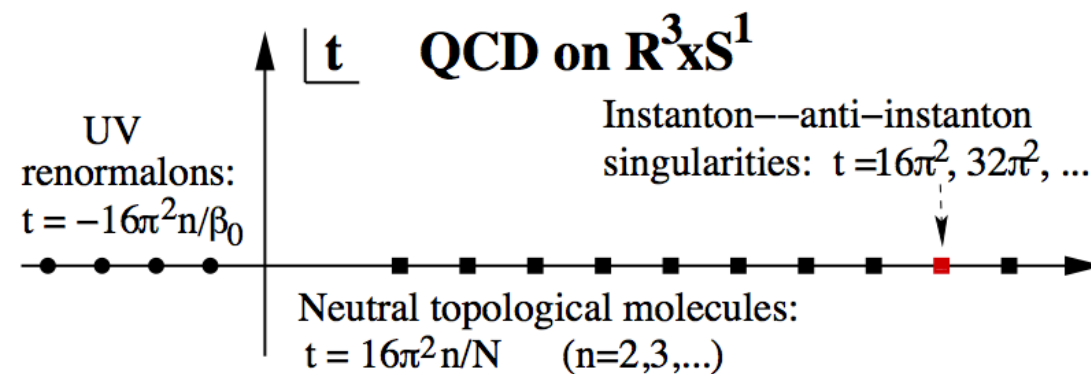 t QCD on R³xS¹
UV
renormalons:
t = −16π²n/β₀
Instanton−−anti−instanton
singularities: t =16π², 32π², ...
Neutral topological molecules:
t = 16π²n/N (n=2,3,...)